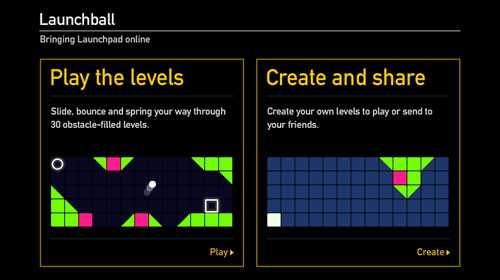 Launchball
Bringing Launchpad online
Play the levels
Slide, bounce and spring your way through
30 obstacle-filled levels.
Play
Create and share
Create your own levels to play or send to
your friends.
Create